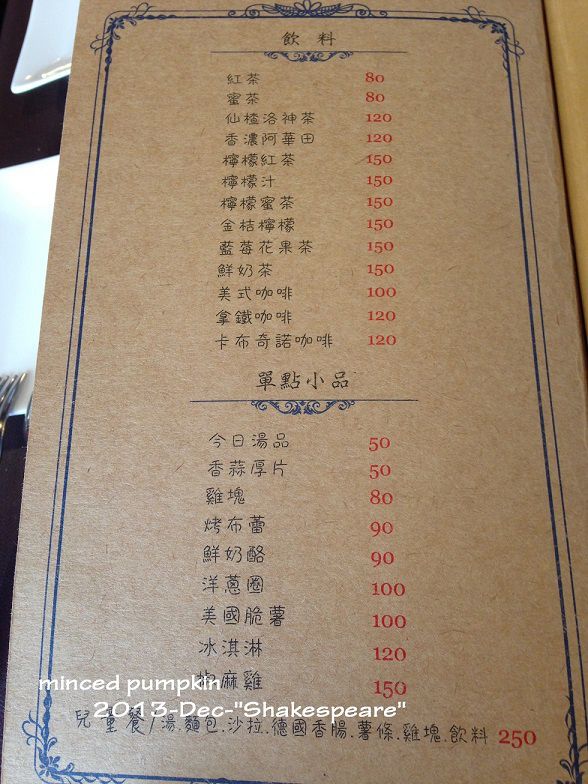 飲料
紅茶 80
蜜茶 80
仙楂洛神茶 120
香濃阿華田 120
檸檬紅茶 150
檸檬汁 150
檸檬蜜茶 150
金桔檸檬 150
藍莓花果茶 150
鮮奶茶 150
美式咖啡 100
拿鐵咖啡 120
卡布奇諾咖啡 120
單點小品
今日湯品 50
香蒜厚片 50
雞塊 80
烤布蕾 90
鮮奶酪 90
洋蔥圈 100
美國脆薯 100
冰淇淋 120
麻雞 150
minced pumpkin
2013-Dec-"Shakespeare"
兒童餐/湯.麵包.沙拉.德國香腸.薯條.雞塊.飲料 250